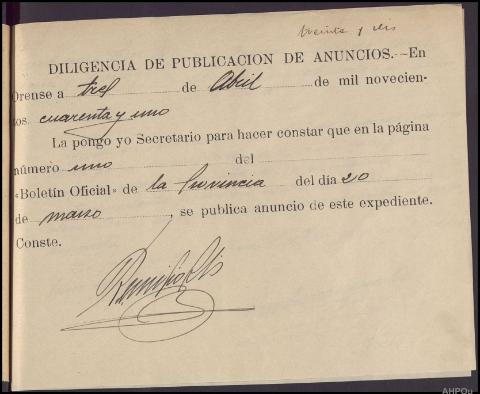 veinte y seis
DILIGENCIA DE PUBLICACION DE ANUNCIOS.--En
Orense a tres de Abril de mil novecien-
tos cuarenta y uno
La pongo yo Secretario para hacer constar que en la página
número uno del
«Boletín Oficial» de la Provincia del día 20
de marzo, se publica anuncio de este expediente.
Conste.
AHPOu